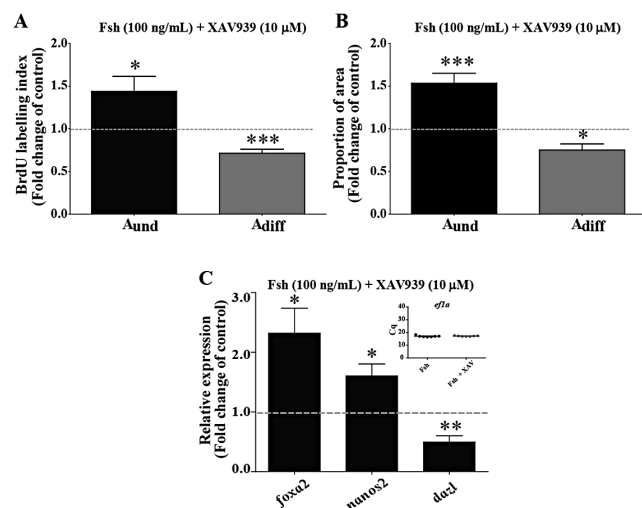 A
Fsh (100 ng/mL) + XAV939 (10 µM)
BrdU labelling index
(Fold change of control)
2.0
1.5
1.0
0.5
0.0
*
***
Aund
Adiff
B
Fsh (100 ng/mL) + XAV939 (10 µM)
Proportion of area
(Fold change of control)
2.0
1.5
1.0
0.5
0.0
***
*
Aund
Adiff
C
Fsh (100 ng/mL) + XAV939 (10 µM)
Relative expression
(Fold change of control)
3.0
2.0
1.0
0.0
*
*
**
foxa2
nanos2
dazl
ef1a
Cq
40
30
20
10
0
Fsh
Fsh + XAV